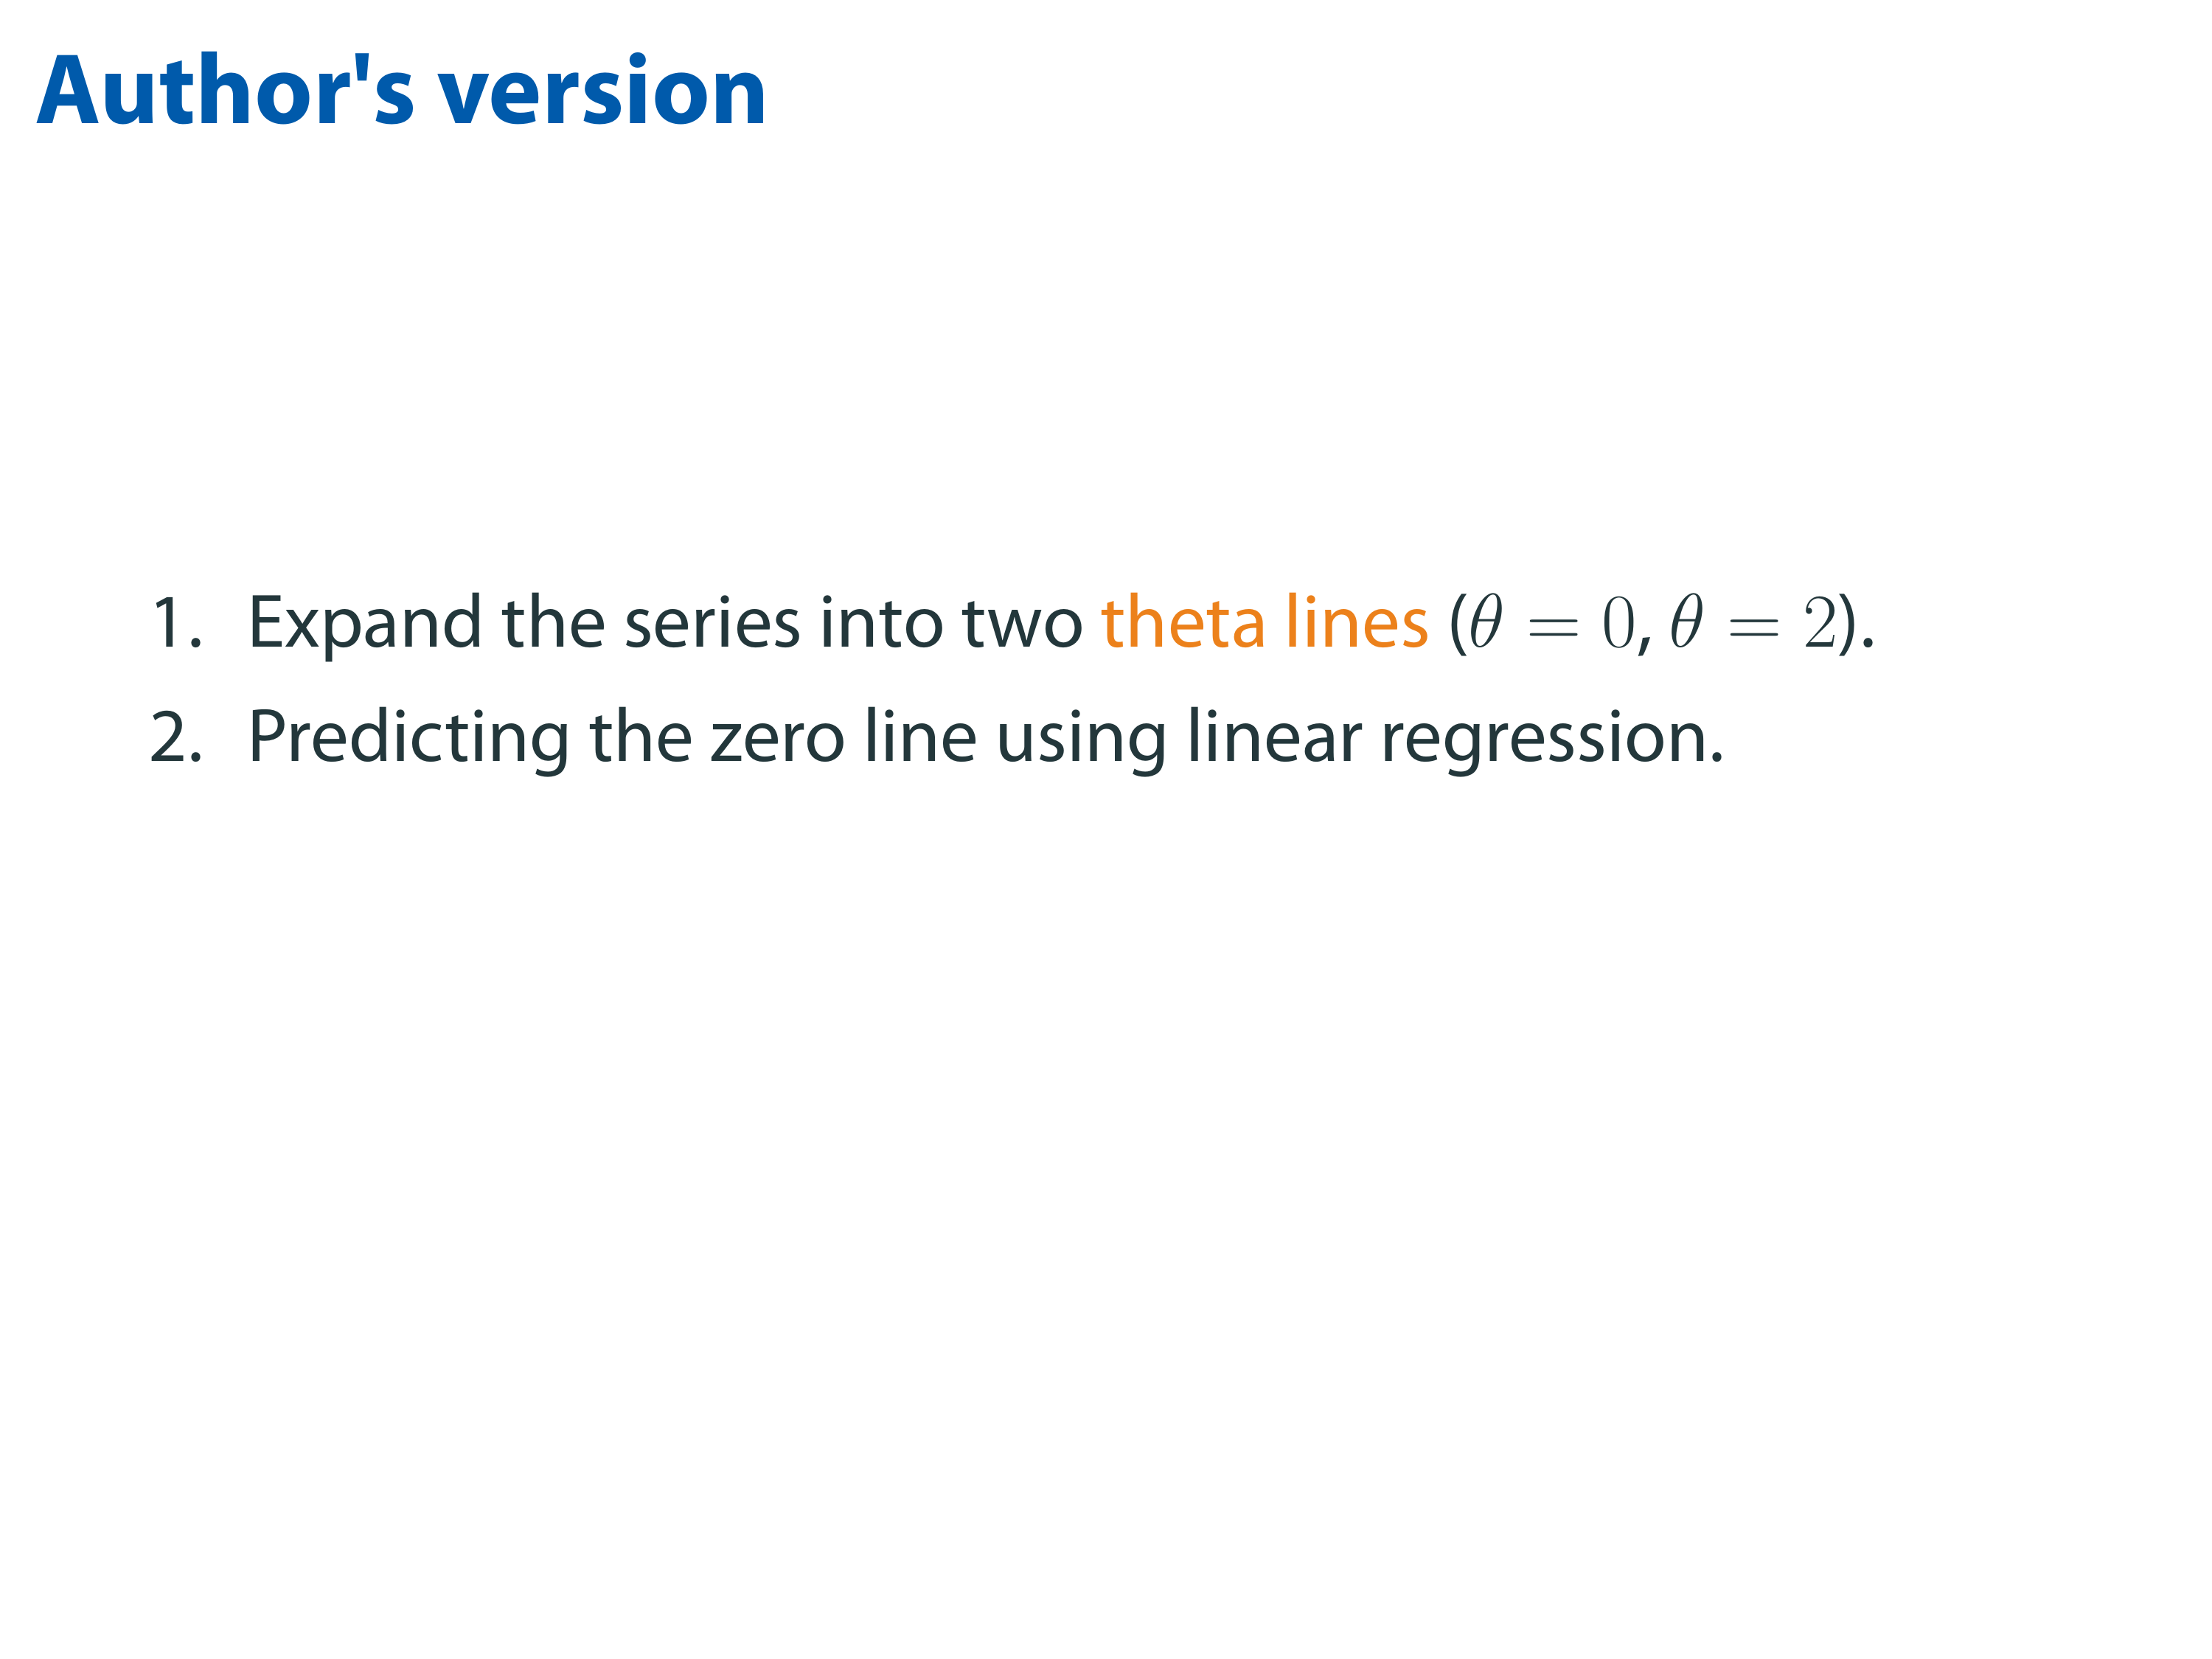 Author's version
1. Expand the series into two theta lines (θ = 0, θ = 2).
2. Predicting the zero line using linear regression.